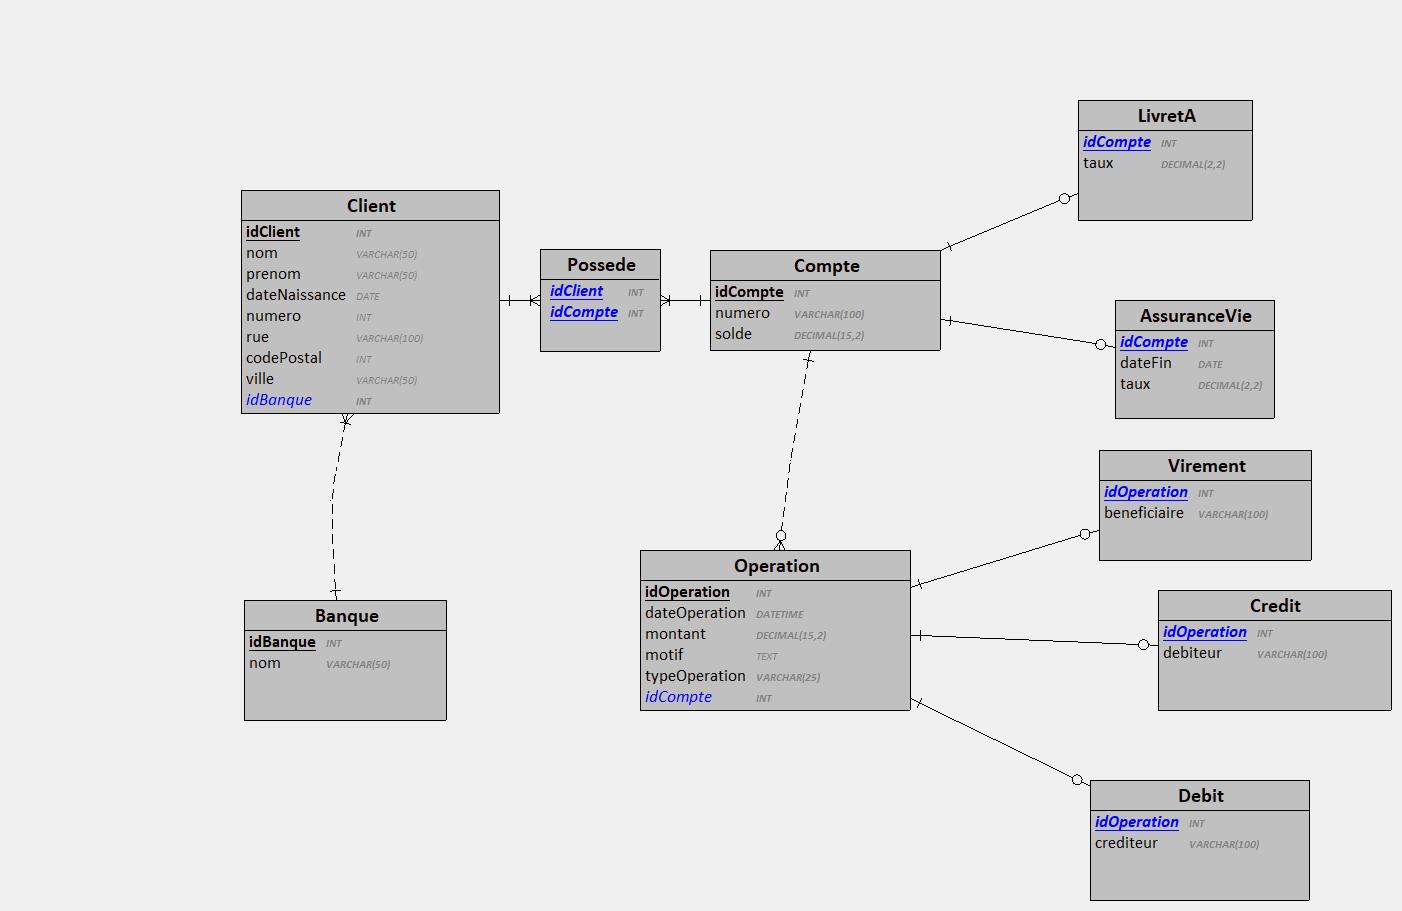 LivretA
idCompte INT
taux DECIMAL(2,2)
Client
idClient INT
nom VARCHAR(50)
prenom VARCHAR(50)
dateNaissance DATE
numero INT
rue VARCHAR(100)
codePostal INT
ville VARCHAR(50)
idBanque INT
Possede
idClient INT
idCompte INT
Compte
idCompte INT
numero VARCHAR(100)
solde DECIMAL(15,2)
AssuranceVie
idCompte INT
dateFin DATE
taux DECIMAL(2,2)
Virement
idOperation INT
beneficiaire VARCHAR(100)
Banque
idBanque INT
nom VARCHAR(50)
Operation
idOperation INT
dateOperation DATETIME
montant DECIMAL(15,2)
motif TEXT
typeOperation VARCHAR(25)
idCompte INT
Credit
idOperation INT
debiteur VARCHAR(100)
Debit
idOperation INT
crediteur VARCHAR(100)